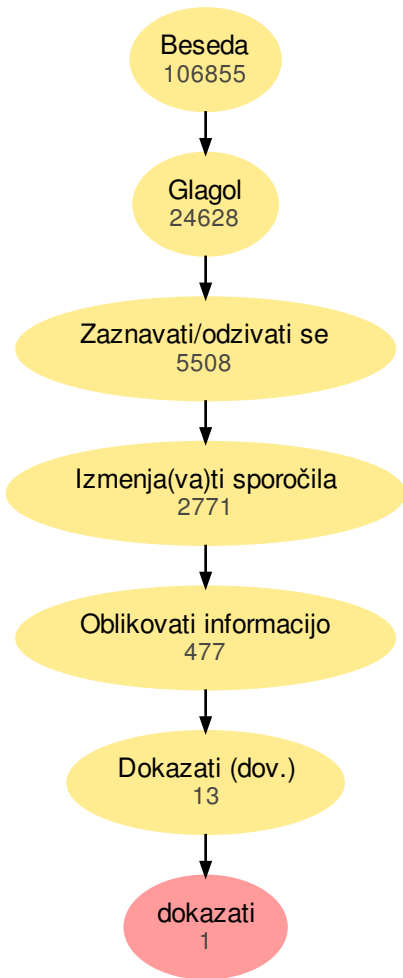 Beseda
106855
Glagol
24628
Zaznavati/odzivati se
5508
Izmenja(va)ti sporočila
2771
Oblikovati informacijo
477
Dokazati (dov.)
13
dokazati
1